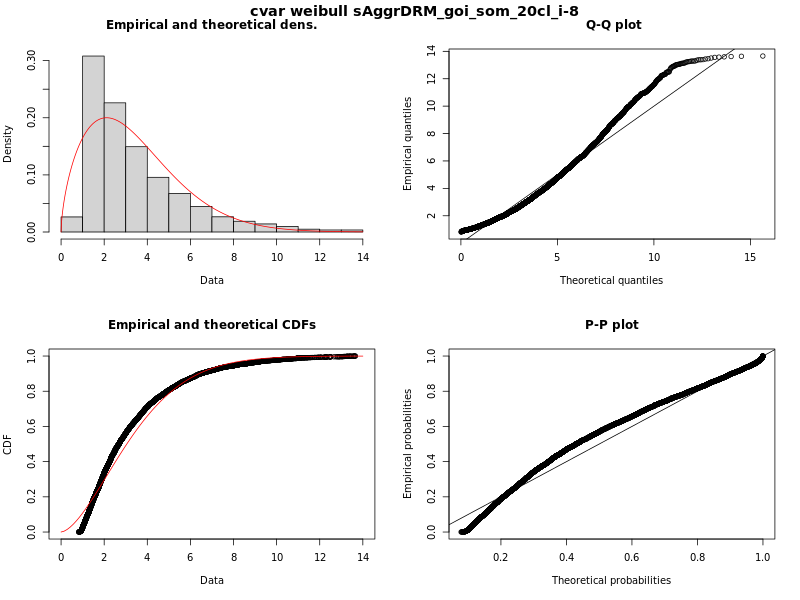 cvar weibull sAggrDRM_goi_som_20cl_i-8
Empirical and theoretical dens.
Density
0.00 0.10 0.20 0.30
0 2 4 6 8 10 12 14
Data
Q-Q plot
Empirical quantiles
2 4 6 8 10 12 14
0 5 10 15
Theoretical quantiles
Empirical and theoretical CDFs
CDF
0.0 0.2 0.4 0.6 0.8 1.0
0 2 4 6 8 10 12 14
Data
P-P plot
Empirical probabilities
0.0 0.2 0.4 0.6 0.8 1.0
0.2 0.4 0.6 0.8 1.0
Theoretical probabilities